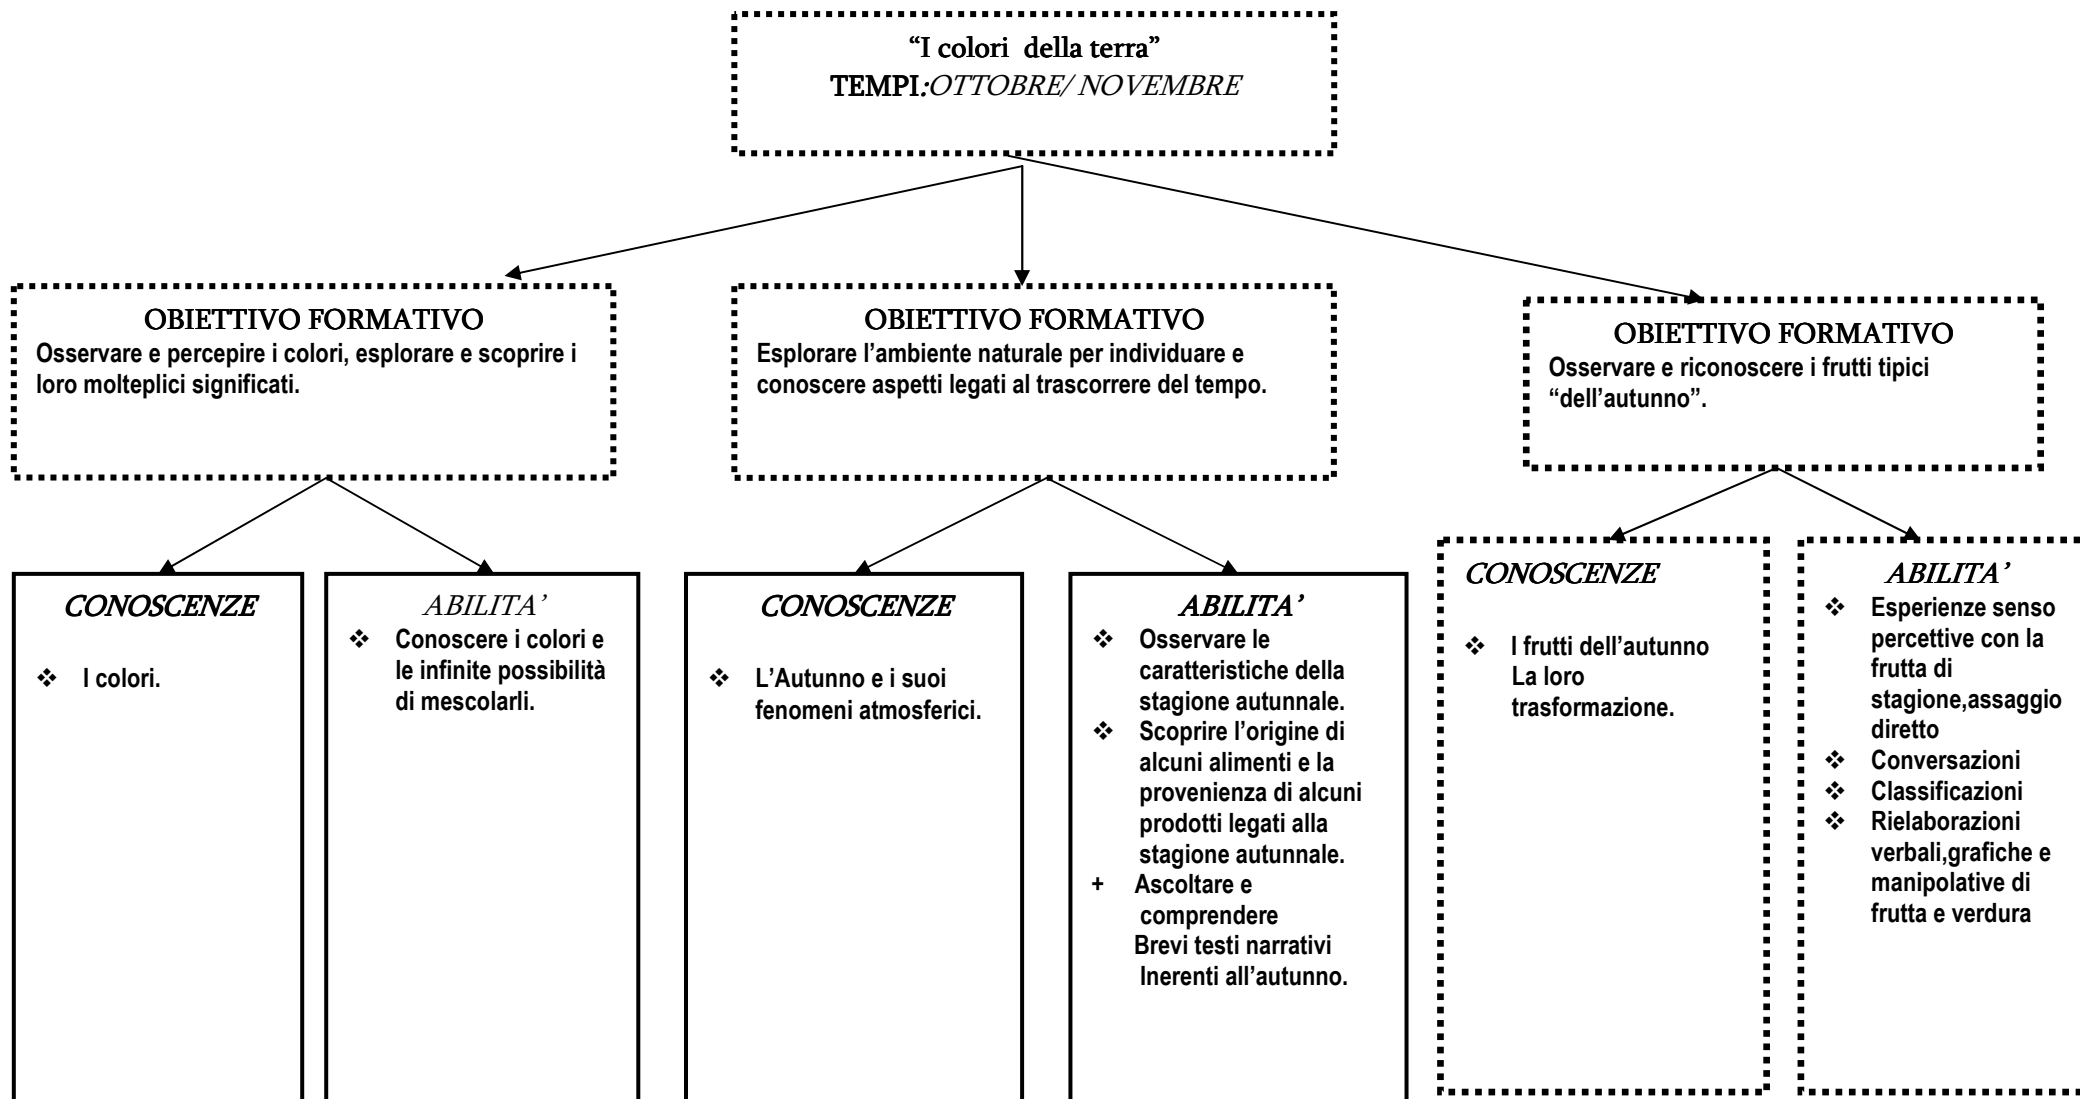 “I colori della terra”
TEMPI:OTTOBRE/ NOVEMBRE
OBIETTIVO FORMATIVO
Osservare e percepire i colori, esplorare e scoprire i
loro molteplici significati.
OBIETTIVO FORMATIVO
Esplorare l’ambiente naturale per individuare e
conoscere aspetti legati al trascorrere del tempo.
OBIETTIVO FORMATIVO
Osservare e riconoscere i frutti tipici
“dell’autunno”.
CONOSCENZE
❖ I colori.
ABILITA’
❖ Conoscere i colori e
le infinite possibilità
di mescolarli.
CONOSCENZE
❖ L’Autunno e i suoi
fenomeni atmosferici.
ABILITA’
❖ Osservare le
caratteristiche della
stagione autunnale.
❖ Scoprire l’origine di
alcuni alimenti e la
provenienza di alcuni
prodotti legati alla
stagione autunnale.
+ Ascoltare e
comprendere
Brevi testi narrativi
Inerenti all’autunno.
CONOSCENZE
❖ I frutti dell’autunno
La loro
trasformazione.
ABILITA’
❖ Esperienze senso
percettive con la
frutta di
stagione,assaggio
diretto
❖ Conversazioni
❖ Classificazioni
❖ Rielaborazioni
verbali,grafiche e
manipolative di
frutta e verdura